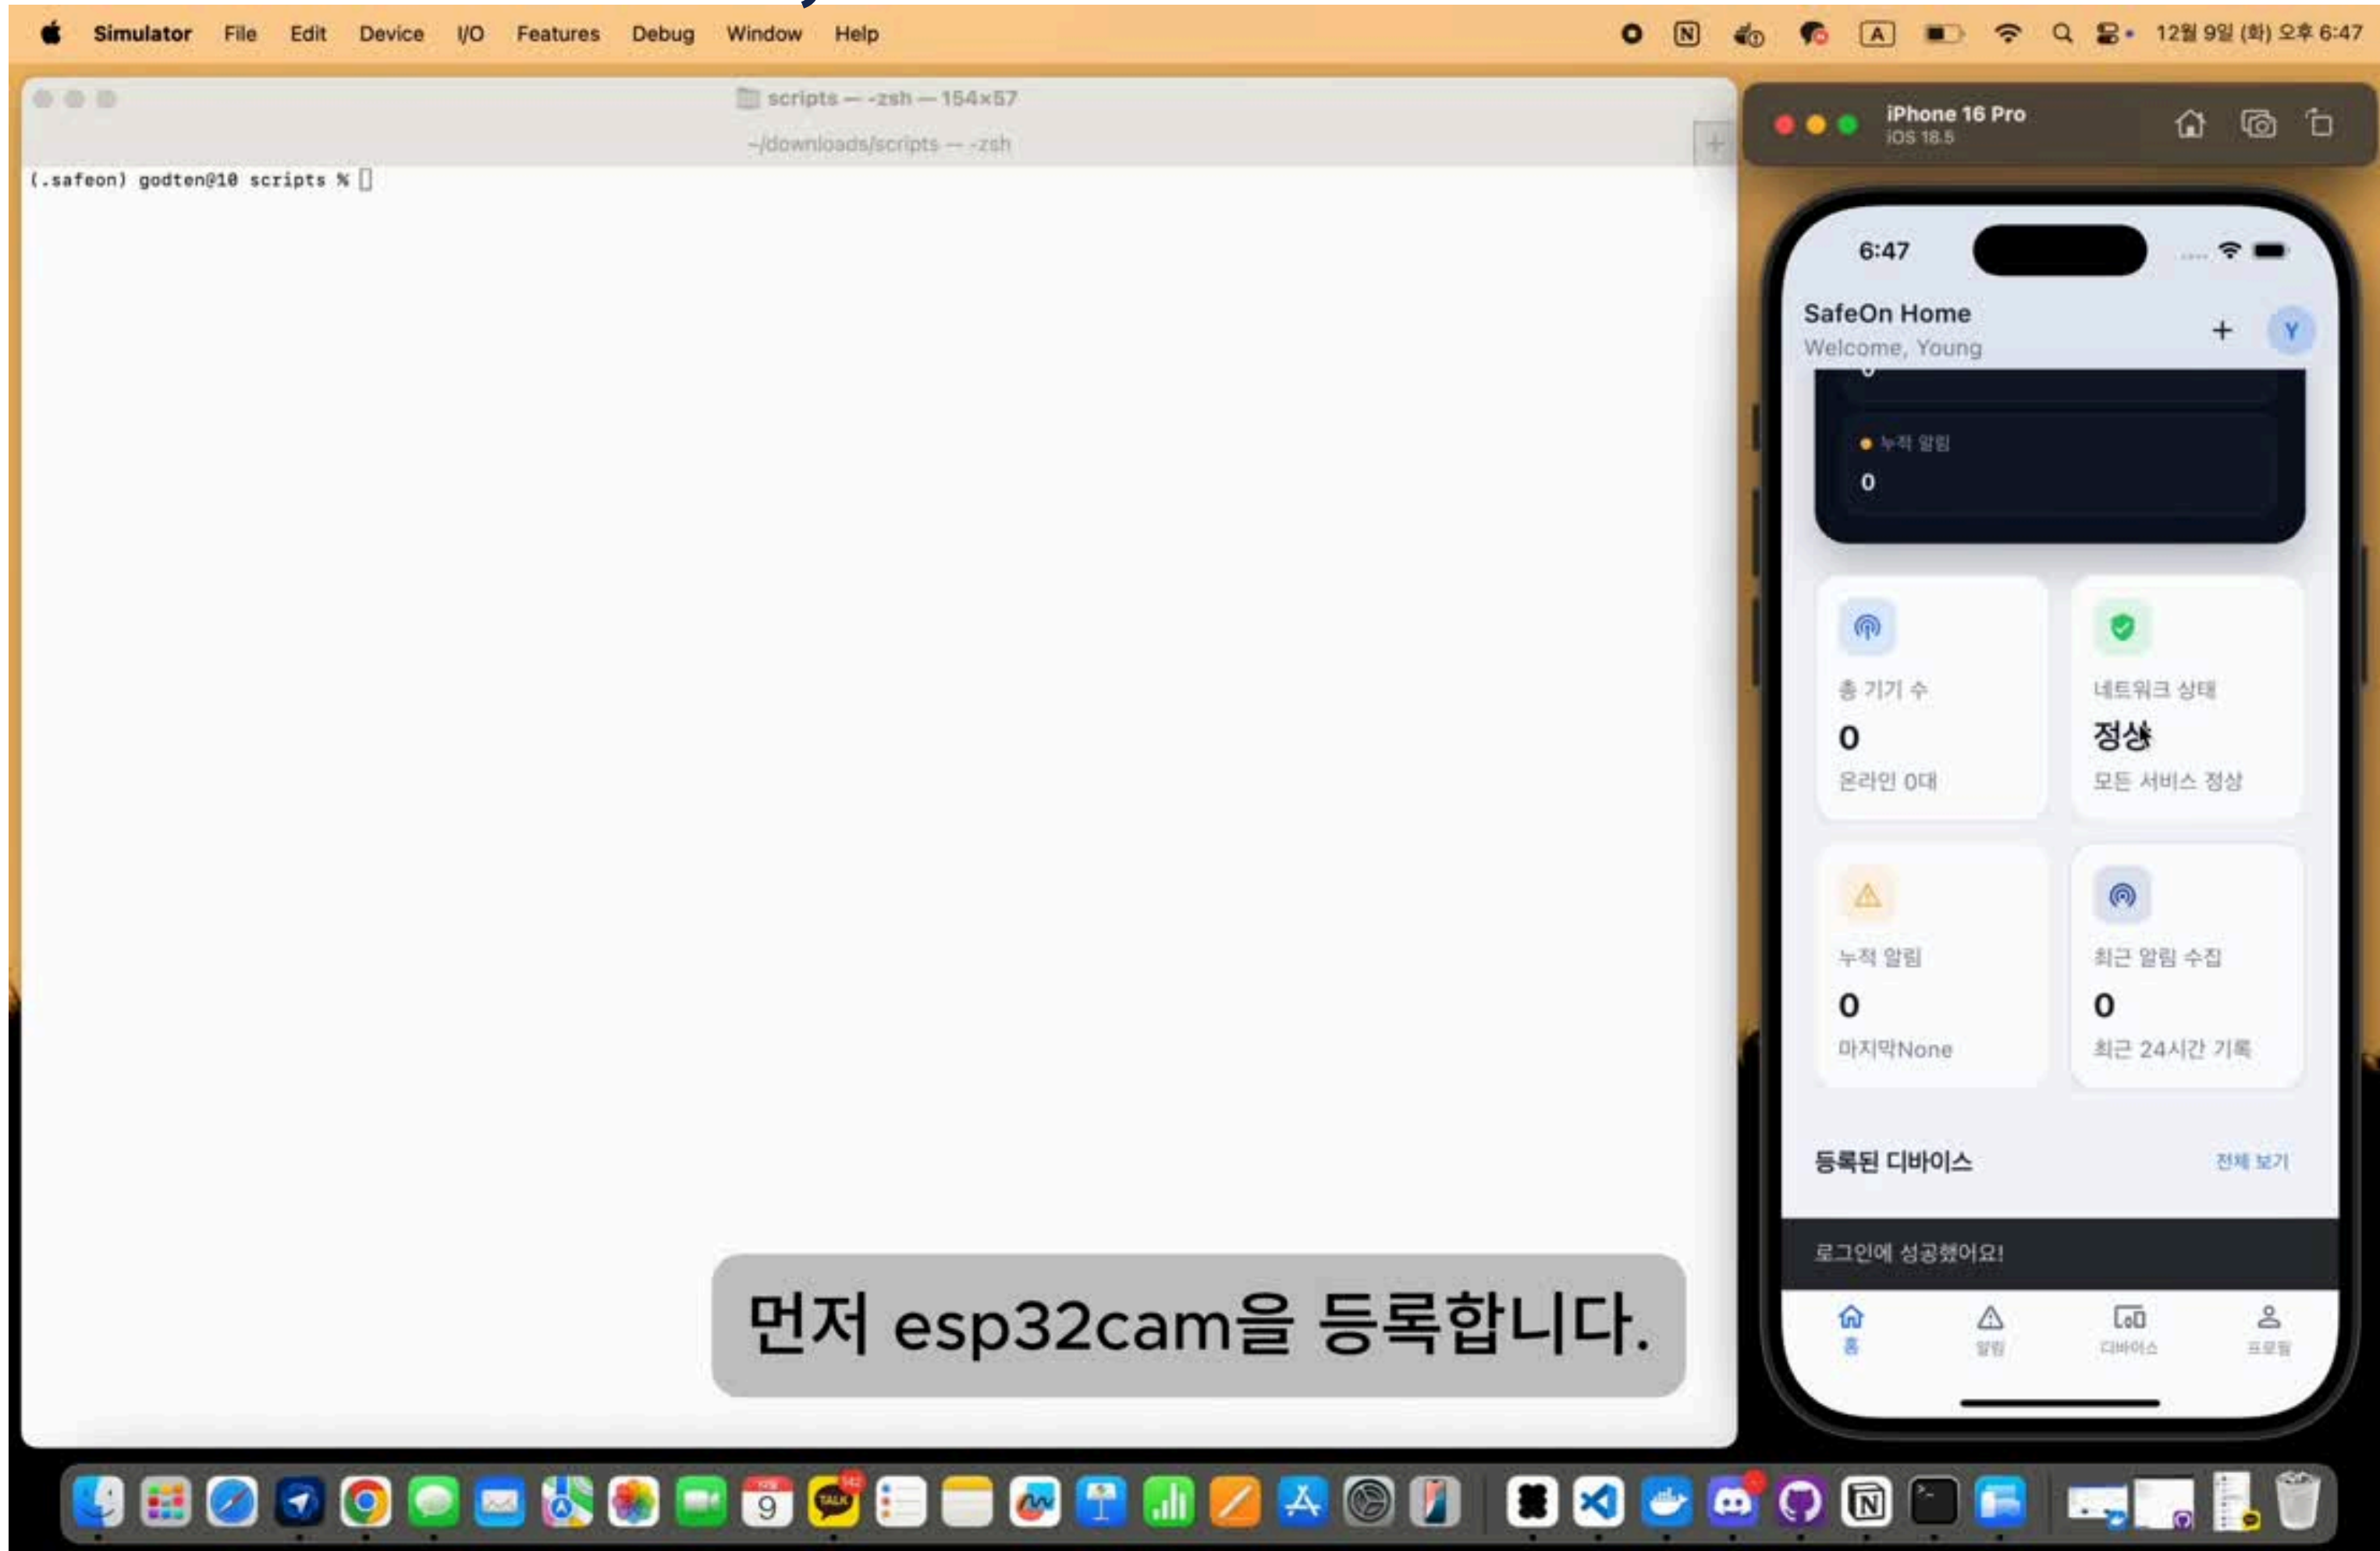 Simulator File Edit Device I/O Features Debug Window Help
N
A
12월 9일 (화) 오후 6:47
scripts — -zsh — 154×57
~/downloads/scripts — -zsh
(.safeon) godten@10 scripts %
iPhone 16 Pro
iOS 18.5
6:47
SafeOn Home
Welcome, Young
+
Y
누적 알림
0
총 기기 수
0
온라인 0대
네트워크 상태
정상
모든 서비스 정상
누적 알림
0
마지막None
최근 알림 수집
0
최근 24시간 기록
등록된 디바이스
전체 보기
로그인에 성공했어요!
홈
알림
디바이스
프로필
먼저 esp32cam을 등록합니다.
9
TALK
142